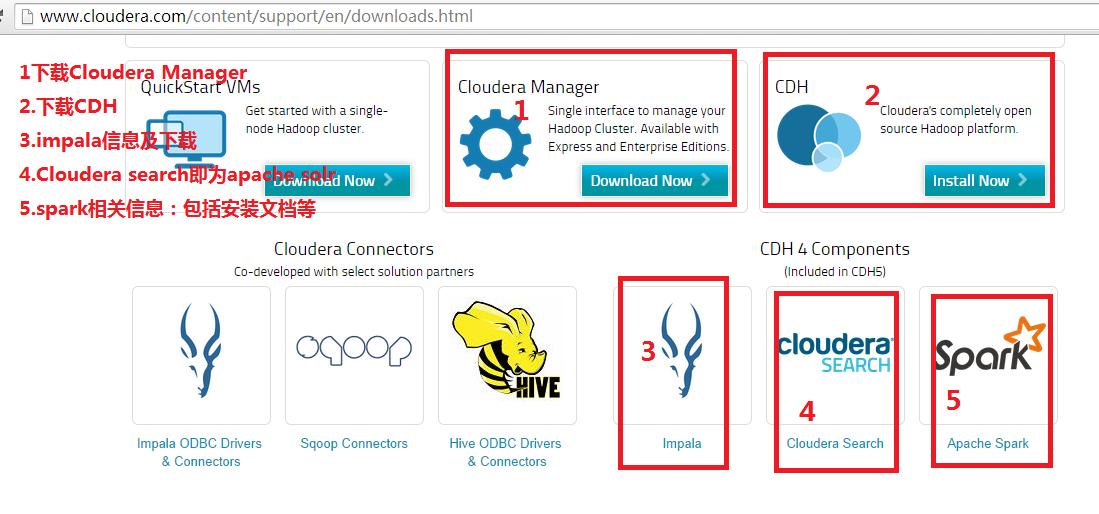 www.cloudera.com/content/support/en/downloads.html
1下载Cloudera Manager
2.下载CDH
3.impala信息及下载
4.Cloudera search即为apache solr
5.spark相关信息：包括安装文档等
QuickStart VMs
Get started with a single-
node Hadoop cluster.
Download Now
Cloudera Manager
1
Single interface to manage your
Hadoop Cluster. Available with
Express and Enterprise Editions.
Download Now
CDH
2
Cloudera's completely open
source Hadoop platform.
Install Now
Cloudera Connectors
Co-developed with select solution partners
sqoop
HIVE
Impala ODBC Drivers
& Connectors
Sqoop Connectors
Hive ODBC Drivers
& Connectors
CDH 4 Components
(Included in CDH5)
3
Impala
cloudera
SEARCH
4
Cloudera Search
Spark
5
Apache Spark